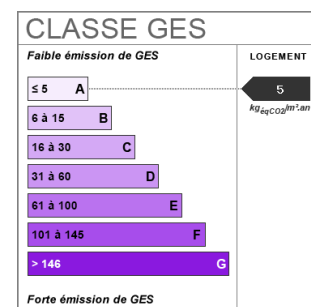 CLASSE GES
Faible émission de GES
LOGEMENT
≤ 5 A
5
kgéqCO2/m².an
6 à 15 B
16 à 30 C
31 à 60 D
61 à 100 E
101 à 145 F
> 146 G
Forte émission de GES